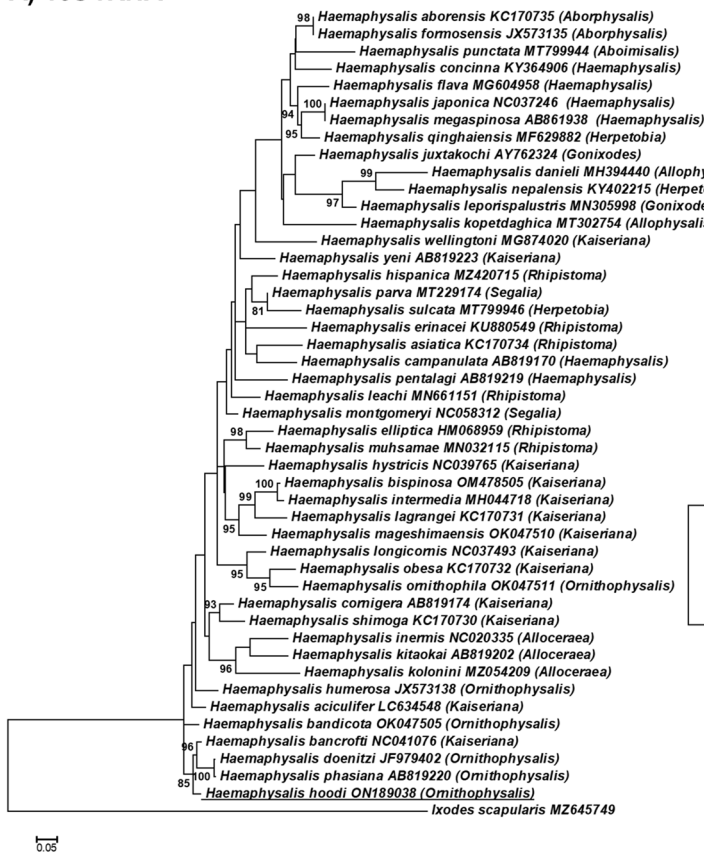 98 Haemaphysalis aborensis KC170735 (Aborphysalis)
Haemaphysalis formosensis JX573135 (Aborphysalis)
Haemaphysalis punctata MT799944 (Aboimisalis)
Haemaphysalis concinna KY364906 (Haemaphysalis)
Haemaphysalis flava MG604958 (Haemaphysalis)
94 100 Haemaphysalis japonica NC037246 (Haemaphysalis)
Haemaphysalis megaspinosa AB861938 (Haemaphysalis)
95 Haemaphysalis qinghaiensis MF629882 (Herpetobia)
Haemaphysalis juxtakochi AY762324 (Gonixodes)
99 Haemaphysalis danieli MH394440 (Allophy
Haemaphysalis nepalensis KY402215 (Herpet
97 Haemaphysalis leporispalustris MN305998 (Gonixode
Haemaphysalis kopetdaghica MT302754 (Allophysali
Haemaphysalis wellingtoni MG874020 (Kaiseriana)
Haemaphysalis yeni AB819223 (Kaiseriana)
Haemaphysalis hispanica MZ420715 (Rhipistoma)
Haemaphysalis parva MT229174 (Segalia)
81 Haemaphysalis sulcata MT799946 (Herpetobia)
Haemaphysalis erinacei KU880549 (Rhipistoma)
Haemaphysalis asiatica KC170734 (Rhipistoma)
Haemaphysalis campanulata AB819170 (Haemaphysalis)
Haemaphysalis pentalagi AB819219 (Haemaphysalis)
Haemaphysalis leachi MN661151 (Rhipistoma)
Haemaphysalis montgomeryi NC058312 (Segalia)
98 Haemaphysalis elliptica HM068959 (Rhipistoma)
Haemaphysalis muhsamae MN032115 (Rhipistoma)
Haemaphysalis hystricis NC039765 (Kaiseriana)
100 Haemaphysalis bispinosa OM478505 (Kaiseriana)
99 Haemaphysalis intermedia MH044718 (Kaiseriana)
Haemaphysalis lagrangei KC170731 (Kaiseriana)
95 Haemaphysalis mageshimaensis OK047510 (Kaiseriana)
Haemaphysalis longicornis NC037493 (Kaiseriana)
95 Haemaphysalis obesa KC170732 (Kaiseriana)
95 Haemaphysalis ornithophila OK047511 (Ornithophysalis)
93 Haemaphysalis cornigera AB819174 (Kaiseriana)
Haemaphysalis shimoga KC170730 (Kaiseriana)
Haemaphysalis inermis NC020335 (Alloceraea)
Haemaphysalis kitaokai AB819202 (Alloceraea)
96 Haemaphysalis kolonini MZ054209 (Alloceraea)
Haemaphysalis humerosa JX573138 (Ornithophysalis)
Haemaphysalis aciculifer LC634548 (Kaiseriana)
Haemaphysalis bandicota OK047505 (Ornithophysalis)
96 Haemaphysalis bancrofti NC041076 (Kaiseriana)
Haemaphysalis doenitzi JF979402 (Ornithophysalis)
100 Haemaphysalis phasiana AB819220 (Ornithophysalis)
85 Haemaphysalis hoodi ON189038 (Ornithophysalis)
Ixodes scapularis MZ645749
0.05